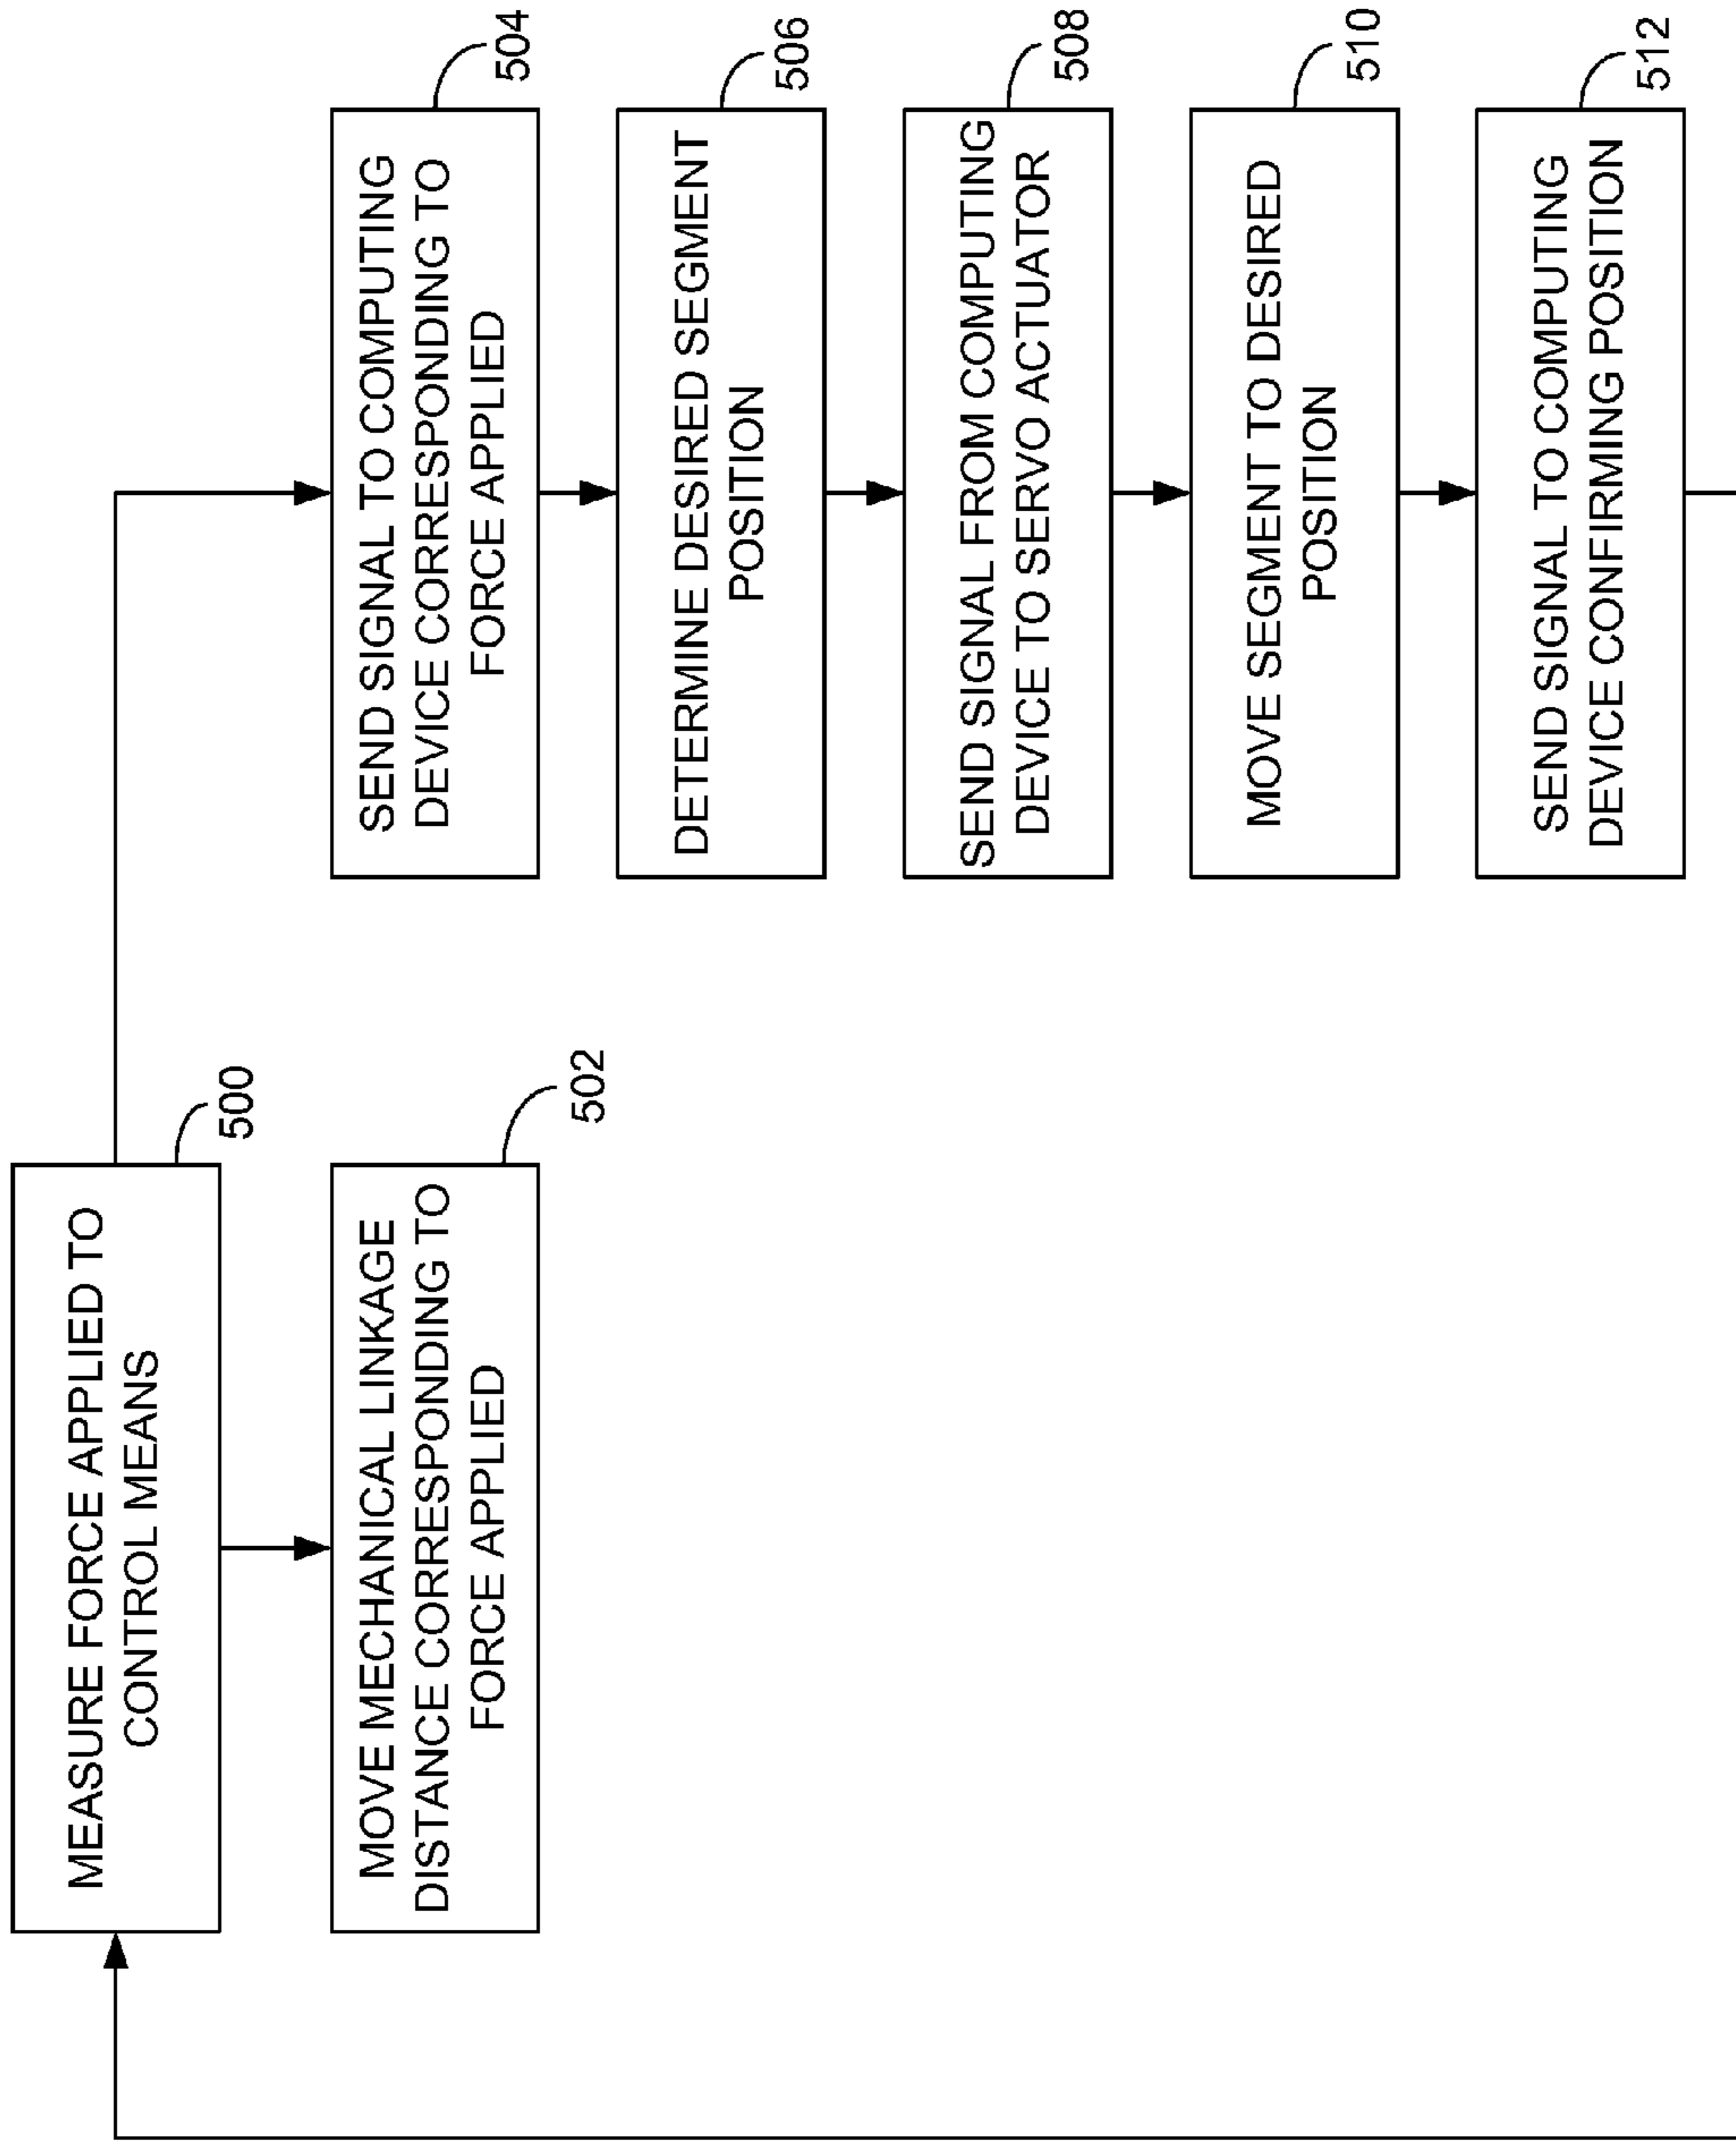 MEASURE FORCE APPLIED TO
CONTROL MEANS
500
MOVE MECHANICAL LINKAGE
DISTANCE CORRESPONDING TO
FORCE APPLIED
502
SEND SIGNAL TO COMPUTING
DEVICE CORRESPONDING TO
FORCE APPLIED
504
DETERMINE DESIRED SEGMENT
POSITION
506
SEND SIGNAL FROM COMPUTING
DEVICE TO SERVO ACTUATOR
508
MOVE SEGMENT TO DESIRED
POSITION
510
SEND SIGNAL TO COMPUTING
DEVICE CONFIRMING POSITION
512